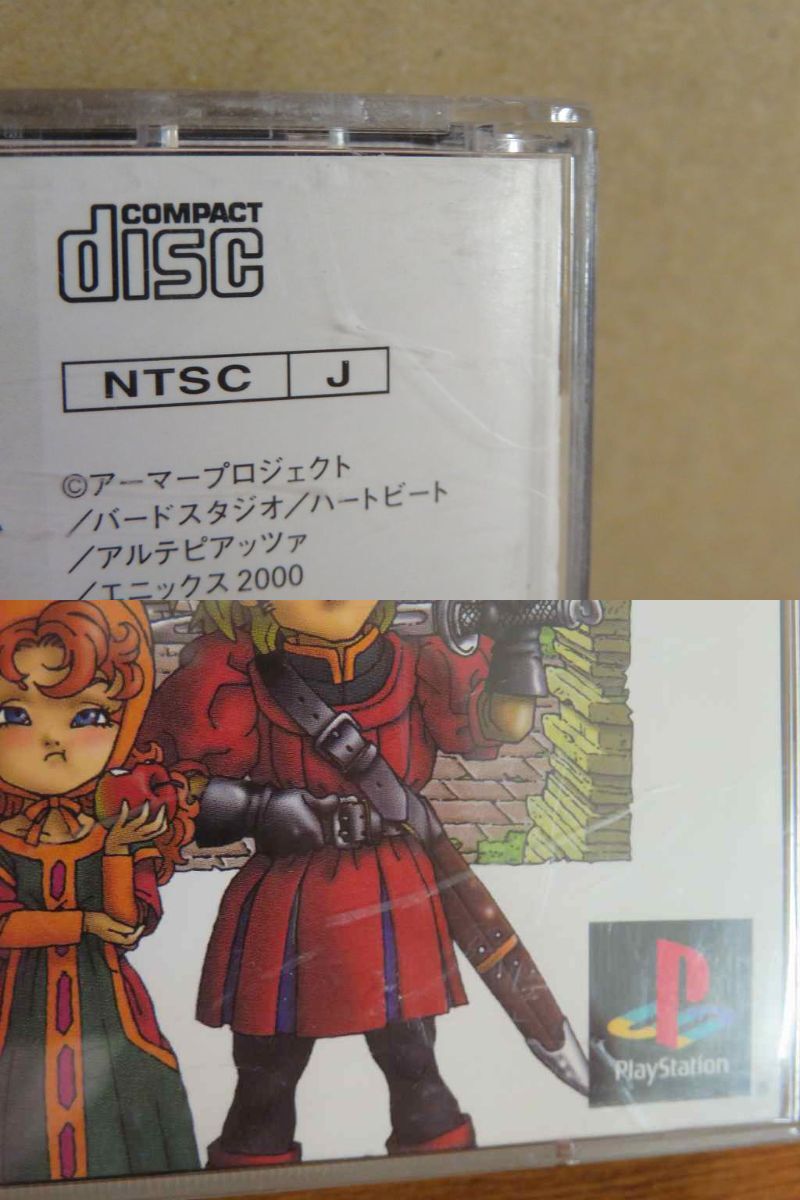 COMPACT
disc
NTSC J
©アーマープロジェクト
／バードスタジオ／ハートビート
／アルテピアッツァ
／エニックス 2000
PlayStation